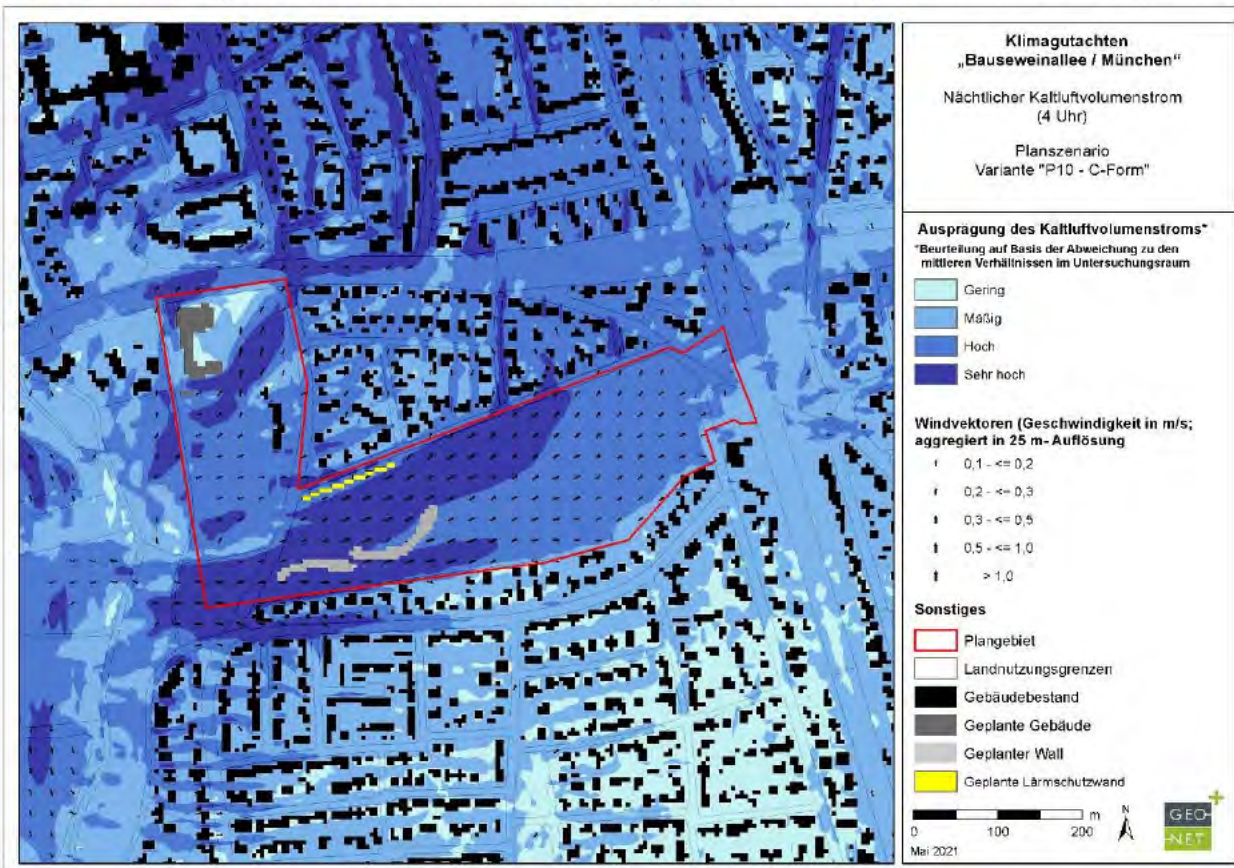 Klimagutachten
„Bauseweinallee / München“
Nächtlicher Kaltluftvolumenstrom
(4 Uhr)
Planszenario
Variante "P10 - C-Form"
Ausprägung des Kaltluftvolumenstroms*
*Beurteilung auf Basis der Abweichung zu den
mittleren Verhältnissen im Untersuchungsraum
Gering
Mäßig
Hoch
Sehr hoch
Windvektoren (Geschwindigkeit in m/s;
aggregiert in 25 m- Auflösung
0,1 - <= 0,2
0,2 - <= 0,3
0,3 - <= 0,5
0,5 - <= 1,0
> 1,0
Sonstiges
Plangebiet
Landnutzungsgrenzen
Gebäudebestand
Geplante Gebäude
Geplanter Wall
Geplante Lärmschutzwand
m
0 100 200
N
Mai 2021
GEO-
NET